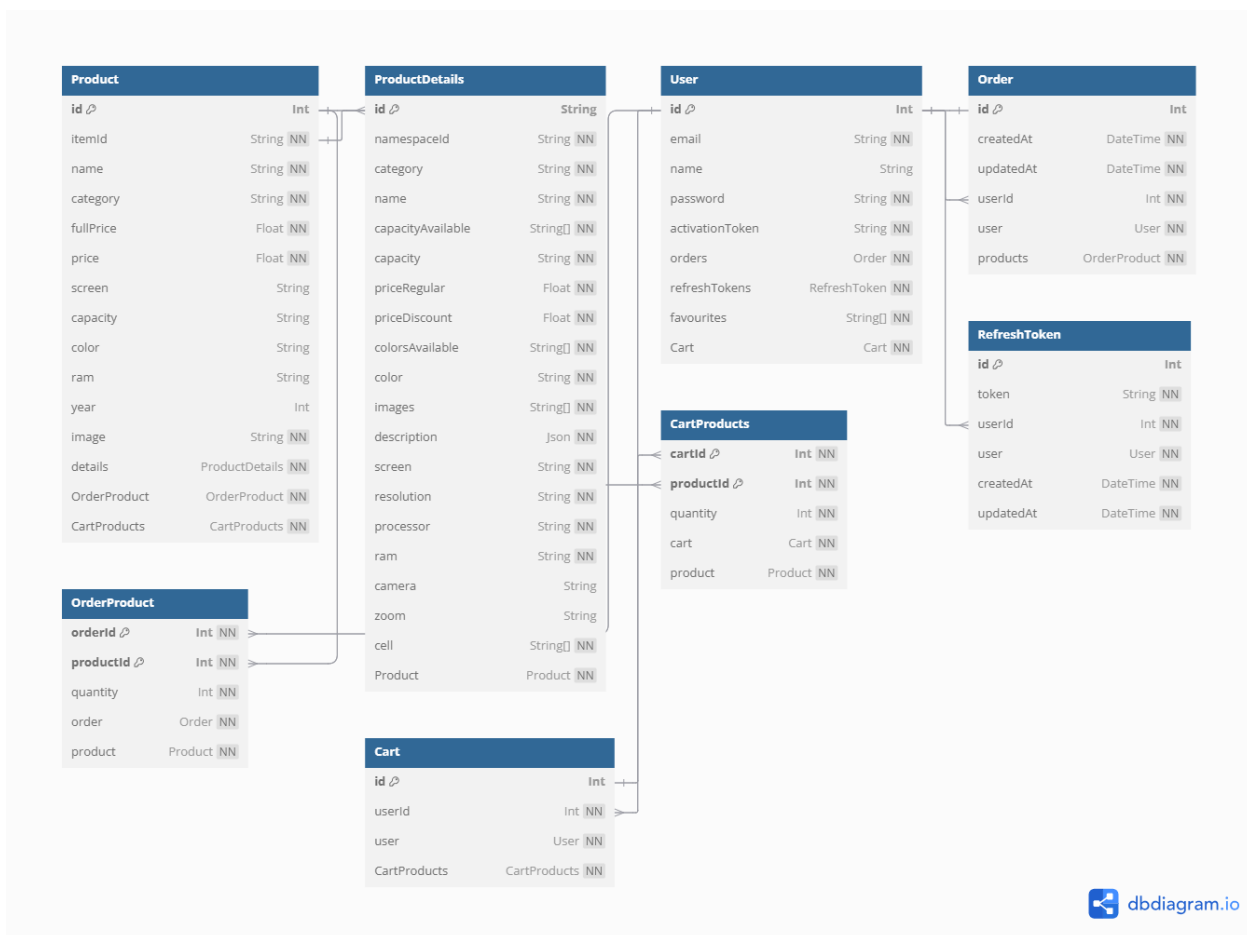 Product
id Int
itemId String NN
name String NN
category String NN
fullPrice Float NN
price Float NN
screen String
capacity String
color String
ram String
year Int
image String NN
details ProductDetails NN
OrderProduct OrderProduct NN
CartProducts CartProducts NN
OrderProduct
orderId Int NN
productId Int NN
quantity Int NN
order Order NN
product Product NN
ProductDetails
id String
namespaceId String NN
category String NN
name String NN
capacityAvailable String[] NN
capacity String NN
priceRegular Float NN
priceDiscount Float NN
colorsAvailable String[] NN
color String NN
images String[] NN
description Json NN
screen String NN
resolution String NN
processor String NN
ram String NN
camera String
zoom String
cell String[] NN
Product Product NN
Cart
id Int
userId Int NN
user User NN
CartProducts CartProducts NN
User
id Int
email String NN
name String
password String NN
activationToken String NN
orders Order NN
refreshTokens RefreshToken NN
favourites String[] NN
Cart Cart NN
CartProducts
cartId Int NN
productId Int NN
quantity Int NN
cart Cart NN
product Product NN
Order
id Int
createdAt DateTime NN
updatedAt DateTime NN
userId Int NN
user User NN
products OrderProduct NN
RefreshToken
id Int
token String NN
userId Int NN
user User NN
createdAt DateTime NN
updatedAt DateTime NN
dbdiagram.io